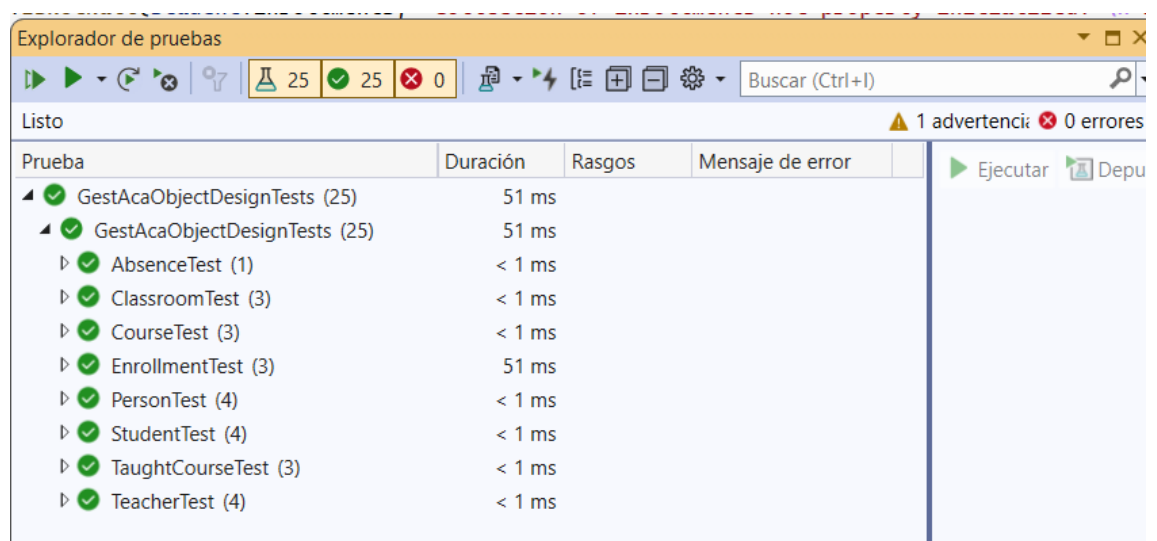 Explorador de pruebas
25 25 0 Buscar (Ctrl+I)
Listo 1 advertencia 0 errores
Prueba Duración Rasgos Mensaje de error Ejecutar Depu
GestAcaObjectDesignTests (25) 51 ms
GestAcaObjectDesignTests (25) 51 ms
AbsenceTest (1) < 1 ms
ClassroomTest (3) < 1 ms
CourseTest (3) < 1 ms
EnrollmentTest (3) 51 ms
PersonTest (4) < 1 ms
StudentTest (4) < 1 ms
TaughtCourseTest (3) < 1 ms
TeacherTest (4) < 1 ms